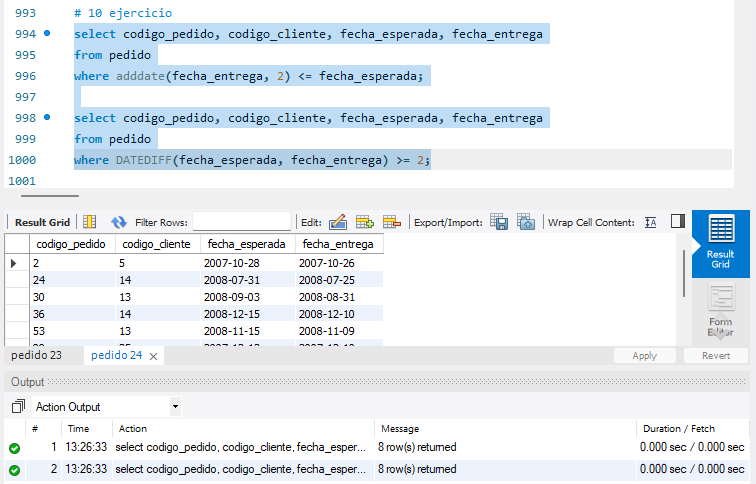 993 # 10 ejercicio
994 select codigo_pedido, codigo_cliente, fecha_esperada, fecha_entrega
995 from pedido
996 where adddate(fecha_entrega, 2) <= fecha_esperada;
997
998 select codigo_pedido, codigo_cliente, fecha_esperada, fecha_entrega
999 from pedido
1000 where DATEDIFF(fecha_esperada, fecha_entrega) >= 2;
1001
Result Grid Filter Rows: Edit: Export/Import: Wrap Cell Content:
codigo_pedido codigo_cliente fecha_esperada fecha_entrega
2 5 2007-10-28 2007-10-26
24 14 2008-07-31 2008-07-25
30 13 2008-09-03 2008-08-31
36 14 2008-12-15 2008-12-10
53 13 2008-11-15 2008-11-09
Result
Grid
Form
Editor
pedido 23 pedido 24 Apply Revert
Output
Action Output
# Time Action Message Duration / Fetch
1 13:26:33 select codigo_pedido, codigo_cliente, fecha_esper... 8 row(s) returned 0.000 sec / 0.000 sec
2 13:26:33 select codigo_pedido, codigo_cliente, fecha_esper... 8 row(s) returned 0.000 sec / 0.000 sec